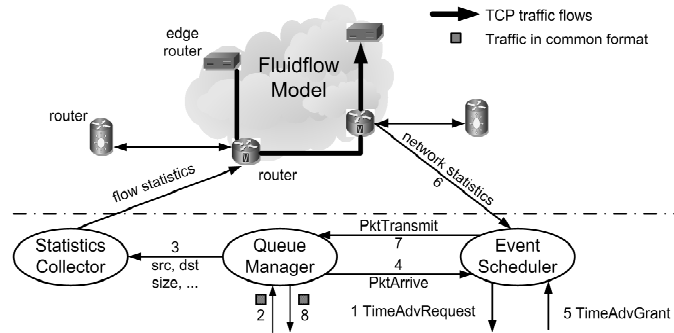 TCP traffic flows
Traffic in common format
edge
router
Fluidflow
Model
router
router
flow statistics
network statistics
6
Statistics
Collector
3
src, dst
size, ...
Queue
Manager
PktTransmit
7
4
PktArrive
Event
Scheduler
2
8
1 TimeAdvRequest
5 TimeAdvGrant